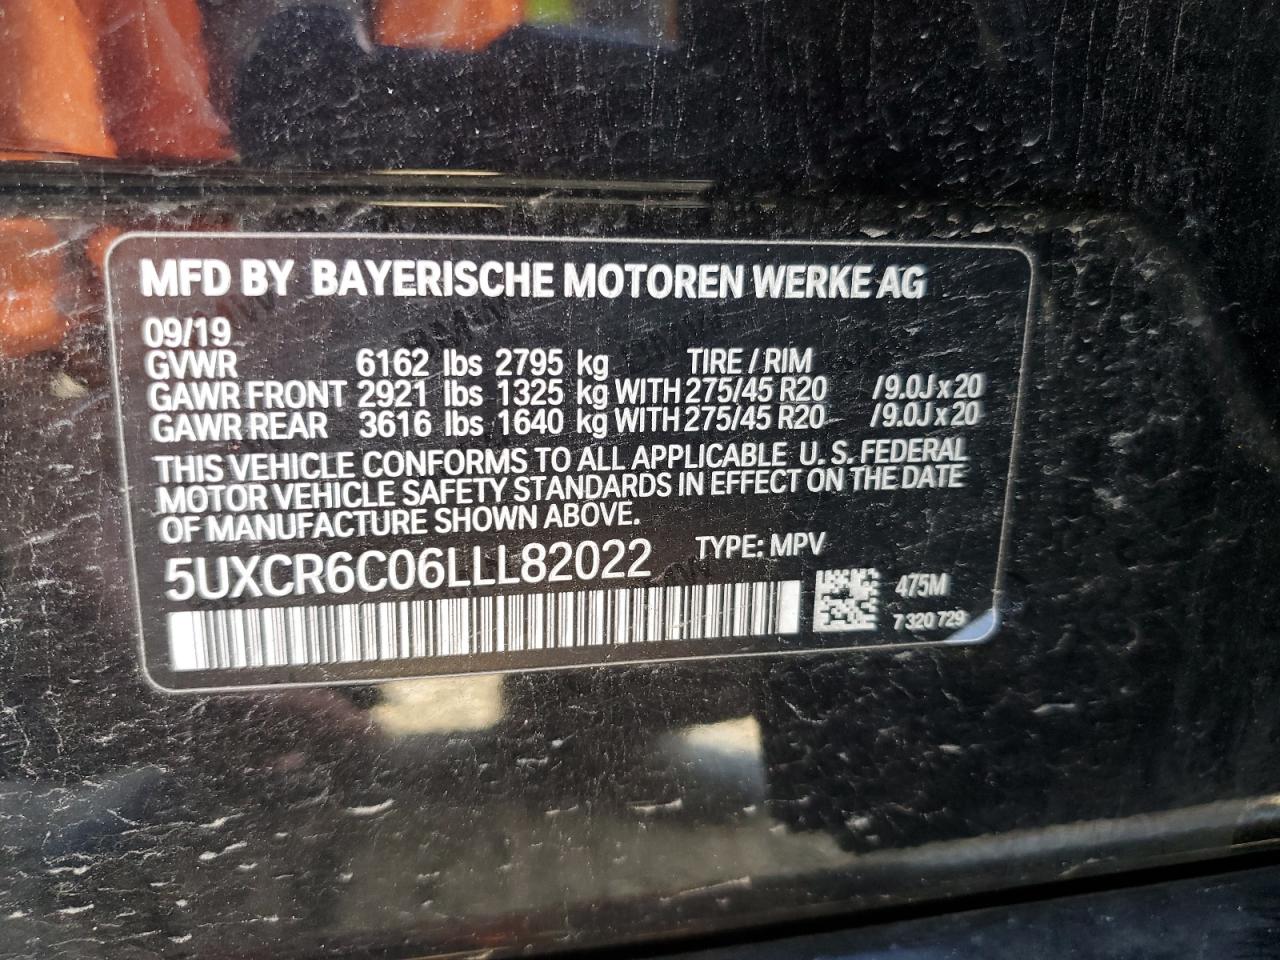 MFD BY BAYERISCHE MOTOREN WERKE AG
09/19
GVWR 6162 lbs 2795 kg TIRE / RIM
GAWR FRONT 2921 lbs 1325 kg WITH 275/45 R20 /9.0J x 20
GAWR REAR 3616 lbs 1640 kg WITH 275/45 R20 /9.0J x 20
THIS VEHICLE CONFORMS TO ALL APPLICABLE U. S. FEDERAL
MOTOR VEHICLE SAFETY STANDARDS IN EFFECT ON THE DATE
OF MANUFACTURE SHOWN ABOVE.
5UXCR6C06LLL82022 TYPE: MPV
475M
7 320 729